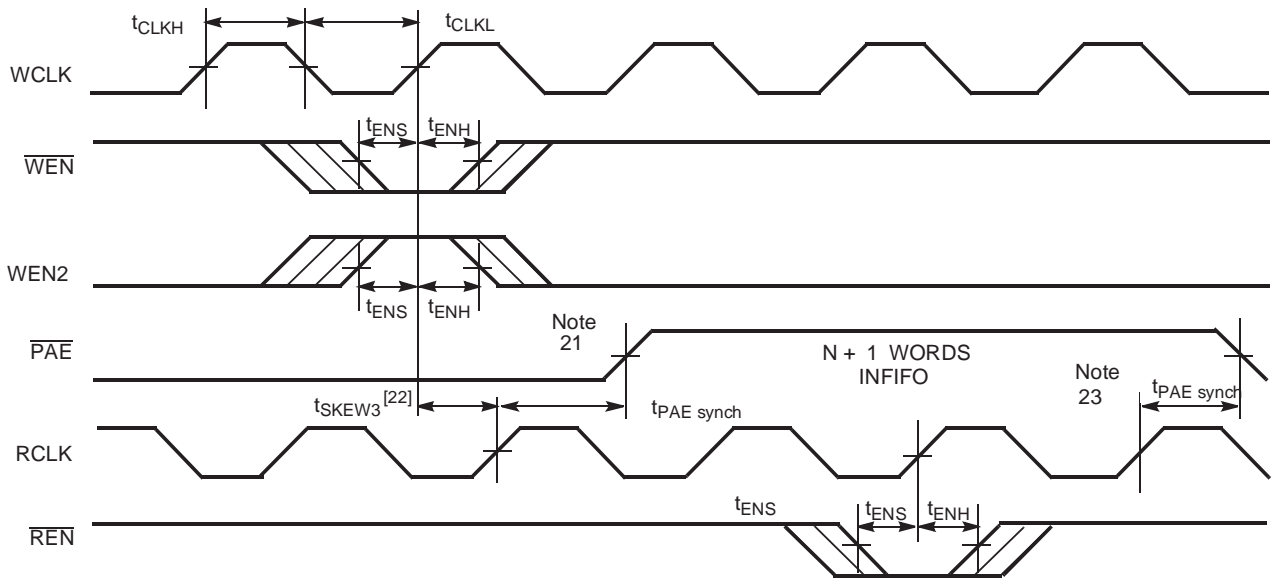 tCLKH
tCLKL
WCLK
tENS
tENH
WEN
WEN2
tENS
tENH
Note
21
PAE
N + 1 WORDS
INFIFO
Note
23
tSKEW3[22]
tPAE synch
tPAE synch
RCLK
tENS
tENS
tENH
REN